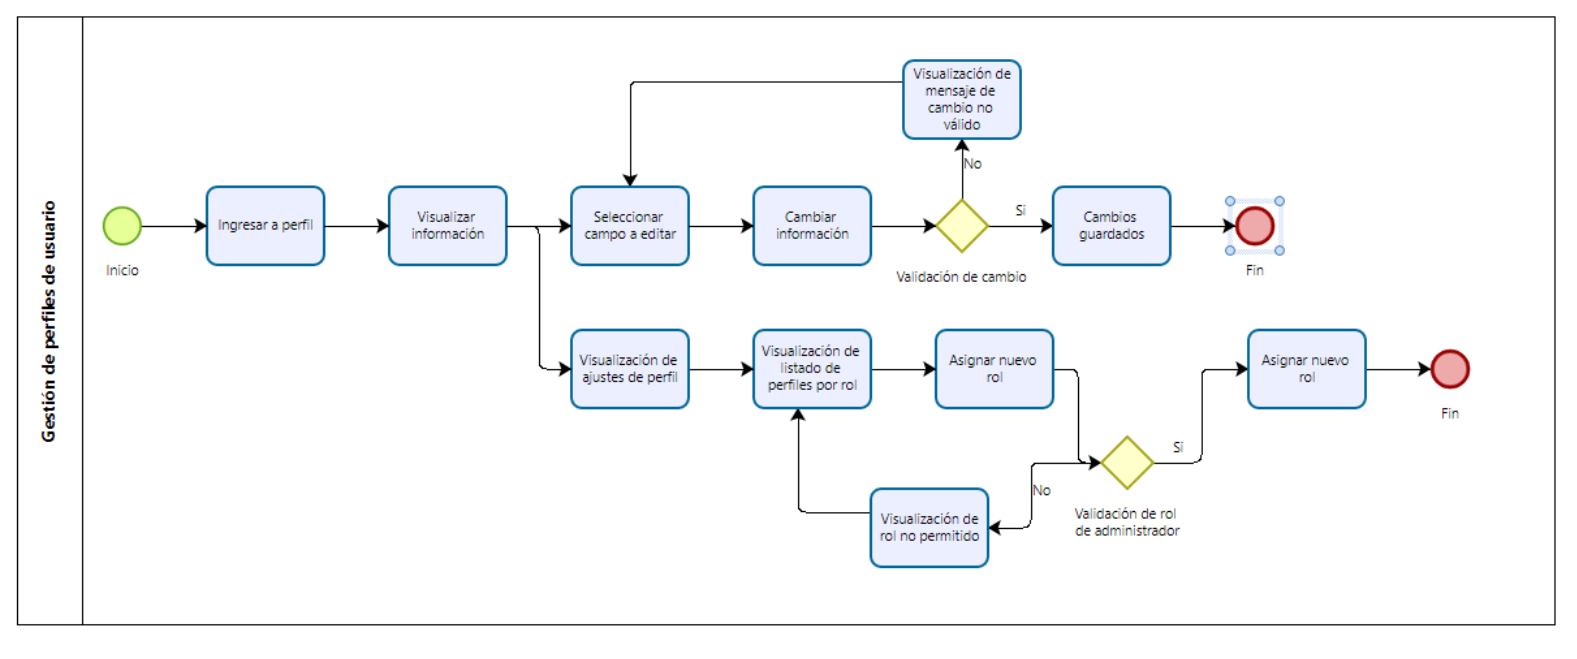 Gestión de perfiles de usuario
Visualización de
mensaje de
cambio no
válido
No
Inicio
Ingresar a perfil
Visualizar
información
Seleccionar
campo a editar
Cambiar
información
Validación de cambio
Si
Cambios
guardados
Fin
Visualización de
ajustes de perfil
Visualización de
listado de
perfiles por rol
Asignar nuevo
rol
Validación de rol
de administrador
No
Visualización de
rol no permitido
Si
Asignar nuevo
rol
Fin